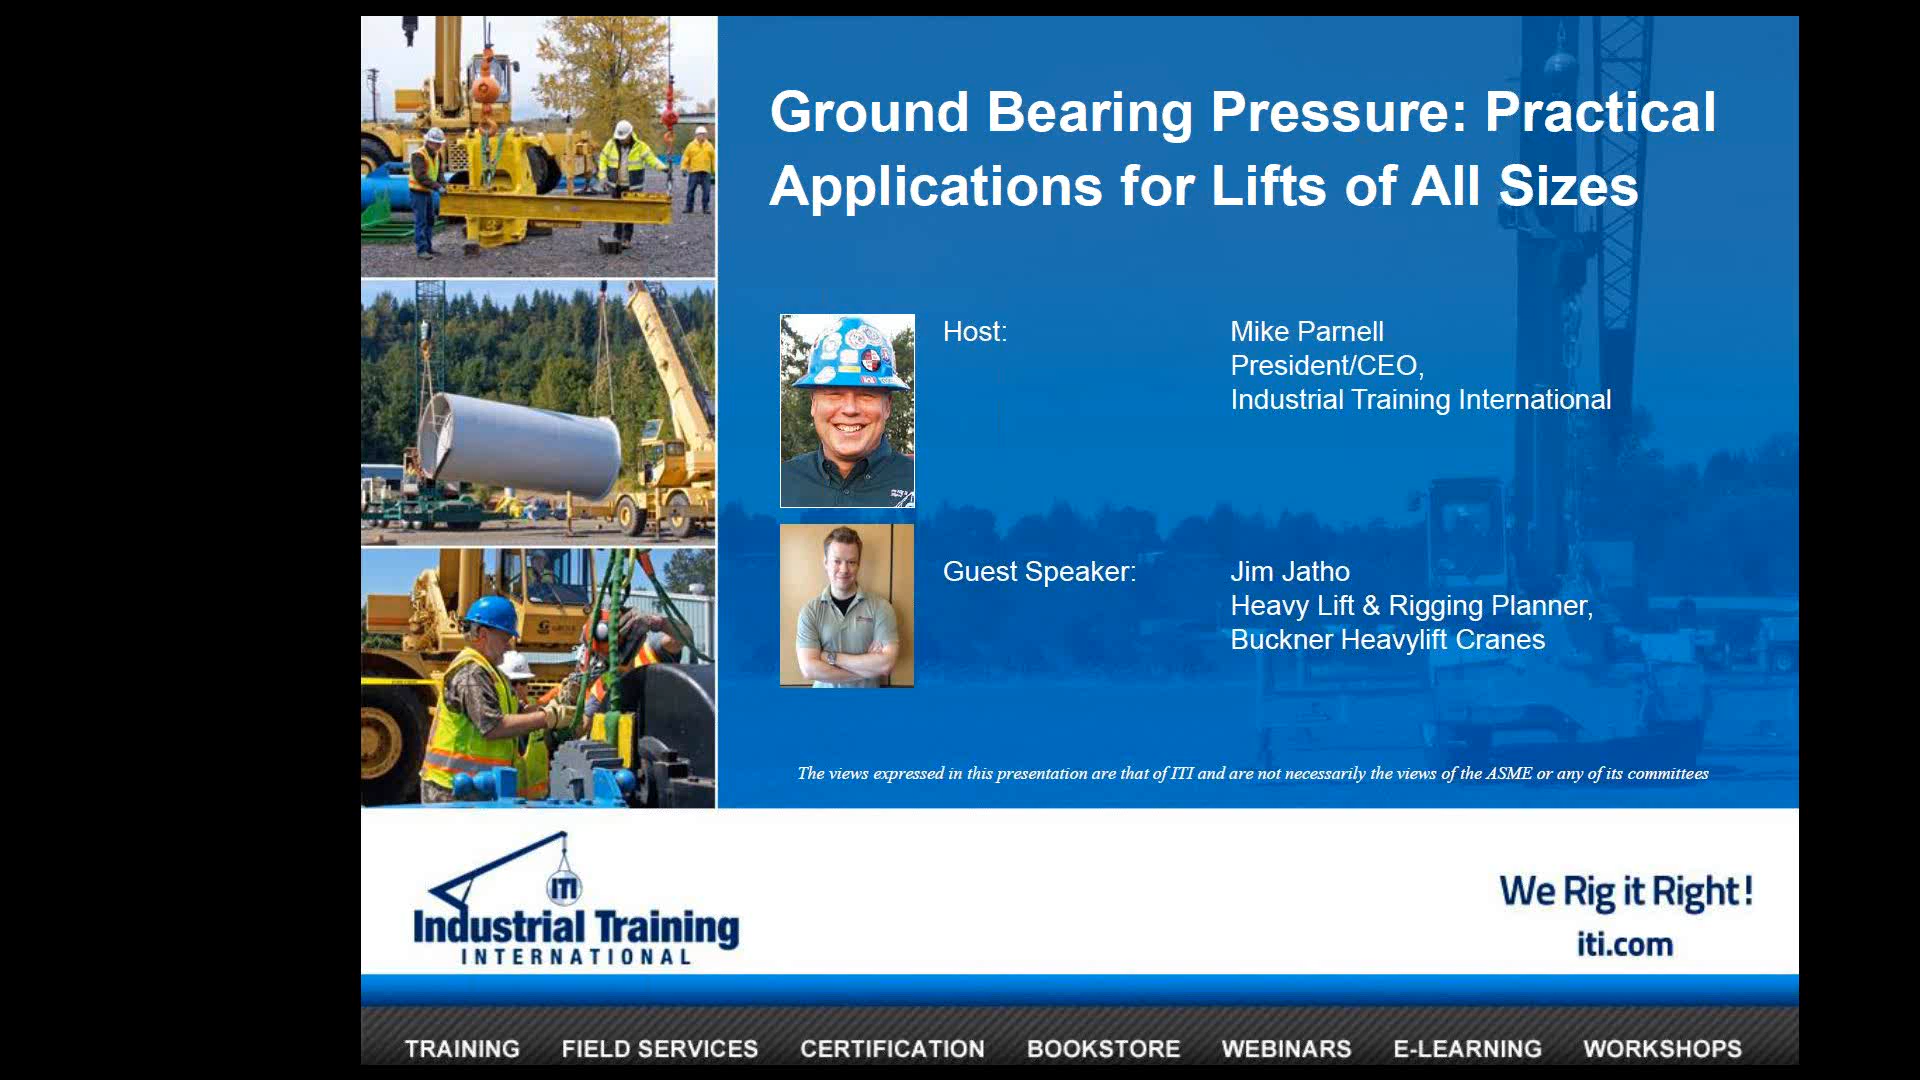 Ground Bearing Pressure: Practical
Applications for Lifts of All Sizes
Host:
Mike Parnell
President/CEO,
Industrial Training International
Guest Speaker:
Jim Jatho
Heavy Lift & Rigging Planner,
Buckner Heavylift Cranes
The views expressed in this presentation are that of ITI and are not necessarily the views of the ASME or any of its committees
ITI
Industrial Training
INTERNATIONAL
We Rig it Right!
iti.com
TRAINING FIELD SERVICES CERTIFICATION BOOKSTORE WEBINARS E-LEARNING WORKSHOPS